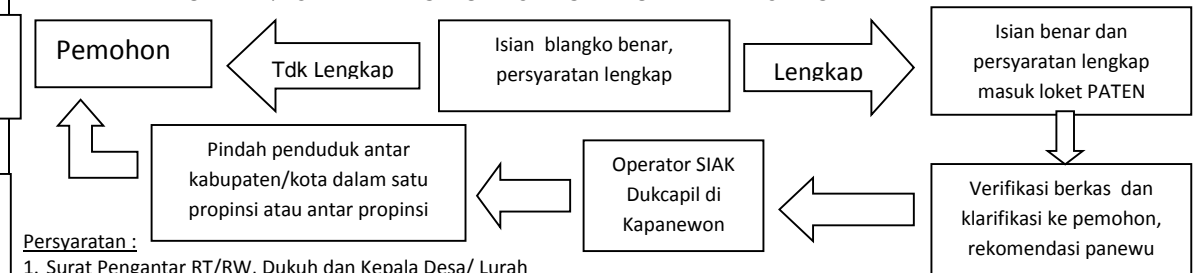 Pemohon
Tdk Lengkap
Isian blangko benar,
persyaratan lengkap
Lengkap
Isian benar dan
persyaratan lengkap
masuk loket PATEN
Verifikasi berkas dan
klarifikasi ke pemohon,
rekomendasi panewu
Operator SIAK
Dukcapil di
Kapanewon
Pindah penduduk antar
kabupaten/kota dalam satu
propinsi atau antar propinsi
Persyaratan :
1. Surat Pengantar RT/RW, Dukuh dan Kepala Desa/ Lurah